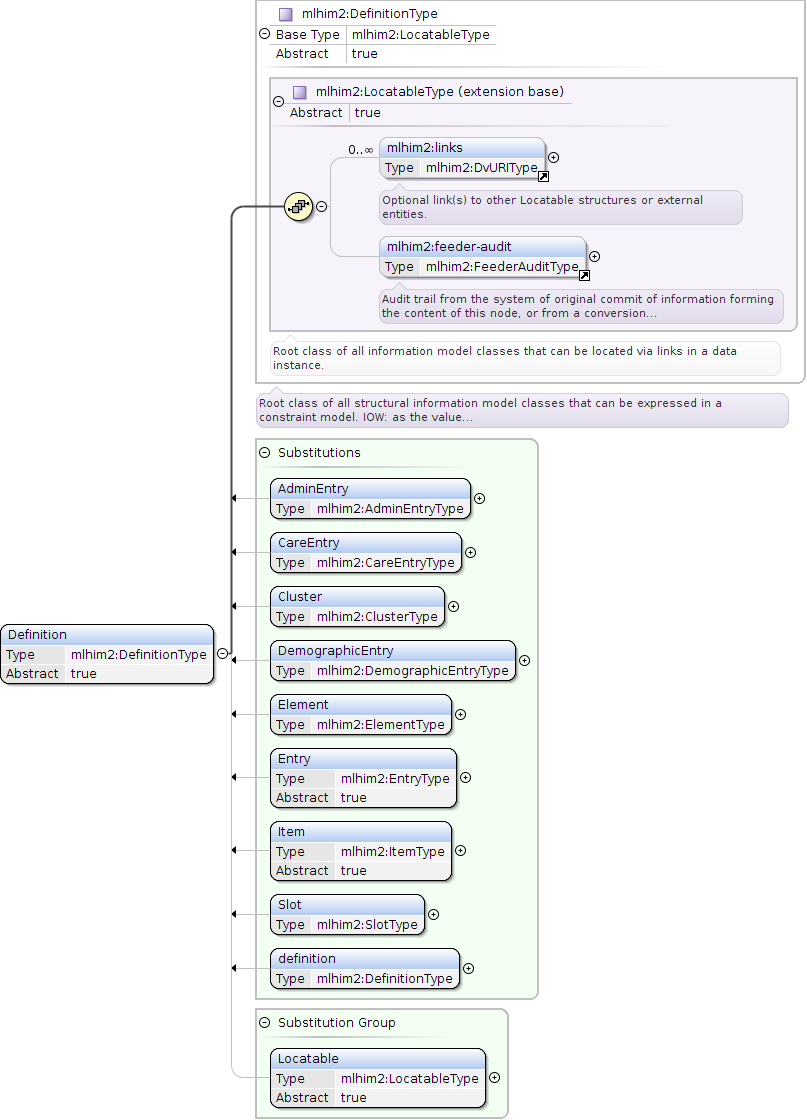 mlhim2:DefinitionType
Base Type mlhim2:LocatableType
Abstract true
mlhim2:LocatableType (extension base)
Abstract true
0..∞
mlhim2:links
Type mlhim2:DvURIType
Optional link(s) to other Locatable structures or external
entities.
mlhim2:feeder-audit
Type mlhim2:FeederAuditType
Audit trail from the system of original commit of information forming
the content of this node, or from a conversion...
Root class of all information model classes that can be located via links in a data
instance.
Root class of all structural information model classes that can be expressed in a
constraint model. IOW: as the value...
Substitutions
AdminEntry
Type mlhim2:AdminEntryType
CareEntry
Type mlhim2:CareEntryType
Cluster
Type mlhim2:ClusterType
Definition
Type mlhim2:DefinitionType
Abstract true
DemographicEntry
Type mlhim2:DemographicEntryType
Element
Type mlhim2:ElementType
Entry
Type mlhim2:EntryType
Abstract true
Item
Type mlhim2:ItemType
Abstract true
Slot
Type mlhim2:SlotType
definition
Type mlhim2:DefinitionType
Substitution Group
Locatable
Type mlhim2:LocatableType
Abstract true